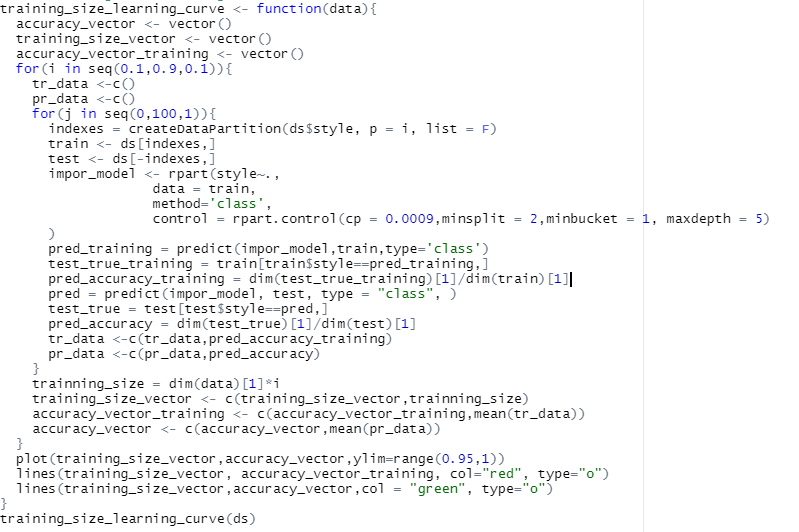 training_size_learning_curve <- function(data){
  accuracy_vector <- vector()
  training_size_vector <- vector()
  accuracy_vector_training <- vector()
  for(i in seq(0.1,0.9,0.1)){
    tr_data <-c()
    pr_data <-c()
    for(j in seq(0,100,1)){
      indexes = createDataPartition(ds$style, p = i, list = F)
      train <- ds[indexes,]
      test <- ds[-indexes,]
      impor_model <- rpart(style~.,
                   data = train,
                   method='class',
                   control = rpart.control(cp = 0.0009,minsplit = 2,minbucket = 1, maxdepth = 5)
      )
      pred_training = predict(impor_model,train,type='class')
      test_true_training = train[train$style==pred_training,]
      pred_accuracy_training = dim(test_true_training)[1]/dim(train)[1]
      pred = predict(impor_model, test, type = "class", )
      test_true = test[test$style==pred,]
      pred_accuracy = dim(test_true)[1]/dim(test)[1]
      tr_data <-c(tr_data,pred_accuracy_training)
      pr_data <-c(pr_data,pred_accuracy)
    }
    trainning_size = dim(data)[1]*i
    training_size_vector <- c(training_size_vector,trainning_size)
    accuracy_vector_training <- c(accuracy_vector_training,mean(tr_data))
    accuracy_vector <- c(accuracy_vector,mean(pr_data))
  }
  plot(training_size_vector,accuracy_vector,ylim=range(0.95,1))
  lines(training_size_vector, accuracy_vector_training, col="red", type="o")
  lines(training_size_vector,accuracy_vector,col = "green", type="o")
}
training_size_learning_curve(ds)